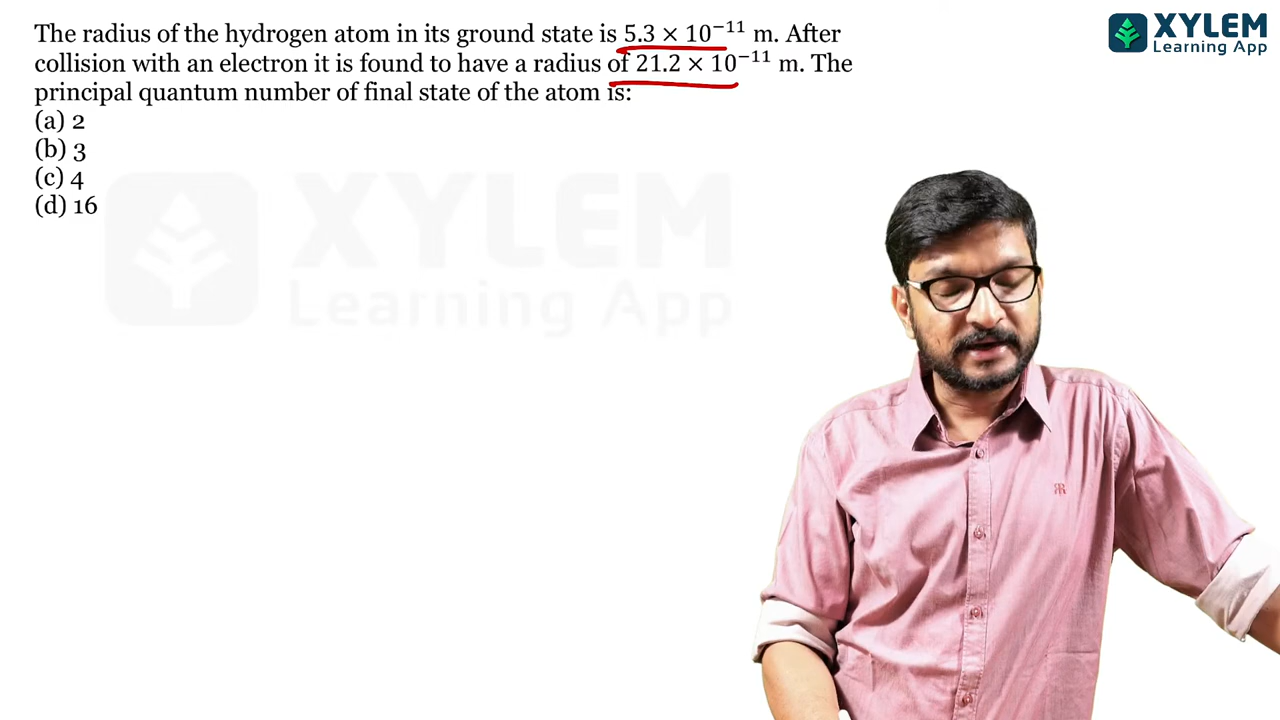 The radius of the hydrogen atom in its ground state is 5.3 × 10⁻¹¹ m. After
collision with an electron it is found to have a radius of 21.2 × 10⁻¹¹ m. The
principal quantum number of final state of the atom is:
(a) 2
(b) 3
(c) 4
(d) 16
XYLEM
Learning App
XYLEM
Learning App